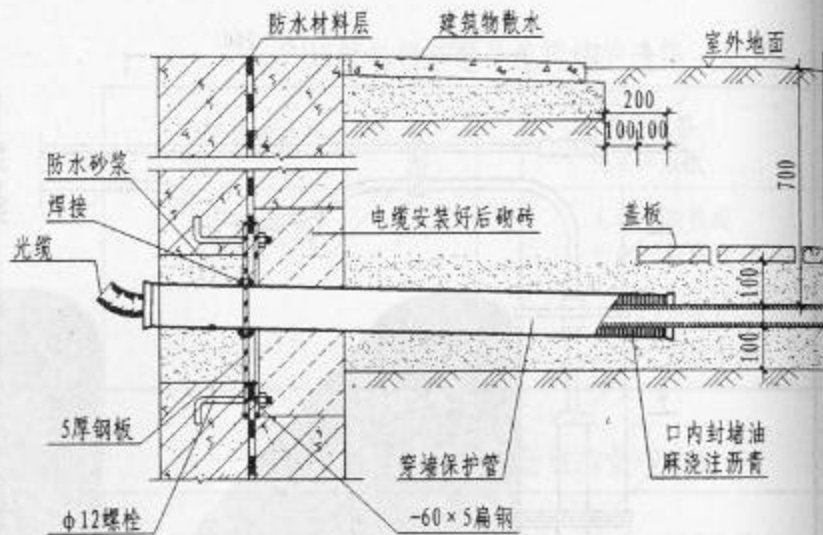 防水材料层
建筑物散水
室外地面
200
100 100
700
防水砂浆
焊接
电缆安装好后砌砖
盖板
光缆
100
100
5厚钢板
穿墙保护管
口内封堵油
麻浇注沥青
φ12螺栓
-60×5扁钢